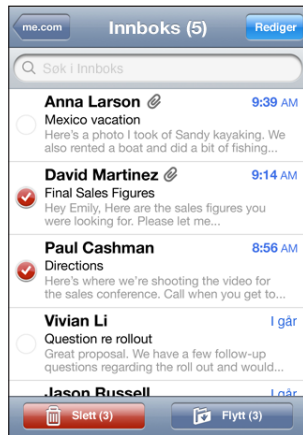 me.com
Innboks (5)
Rediger
Søk i Innboks
Anna Larson 9:39 AM
Mexico vacation
Here's a photo I took of Sandy kayaking. We
also rented a boat and did a bit of fishing...
David Martinez 9:14 AM
Final Sales Figures
Hey Emily, Here are the sales figures you
were looking for. Please let me...
Paul Cashman 8:56 AM
Directions
Here's where we're shooting the video for
the sales conference. Call when you get to...
Vivian Li I går
Question re rollout
Great proposal. We have a few follow-up
questions regarding the roll out and would...
Jason Russell I går
Slett (3)
Flytt (3)